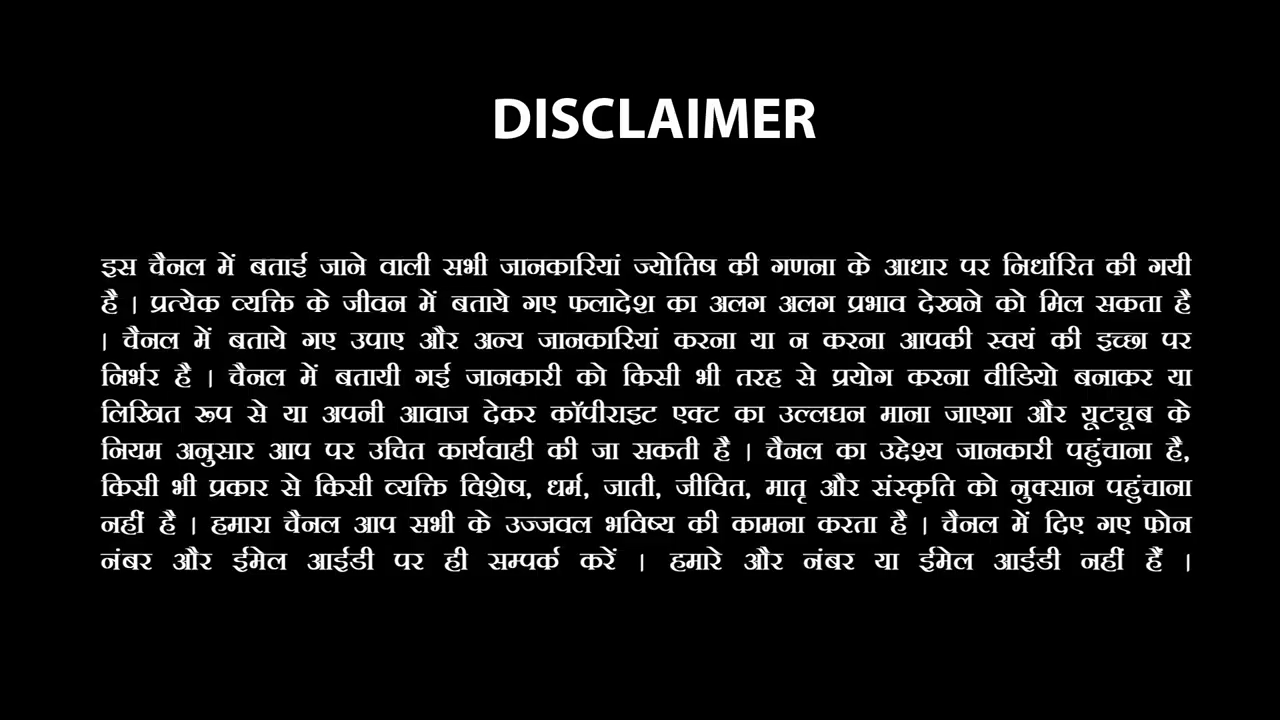 DISCLAIMER
इस चैनल में बताई जाने वाली सभी जानकारियां ज्योतिष की गणना के आधार पर निर्धारित की गयी
है । प्रत्येक व्यक्ति के जीवन में बताये गए फलादेश का अलग अलग प्रभाव देखने को मिल सकता है
। चैनल में बताये गए उपाए और अन्य जानकारियां करना या न करना आपकी स्वयं की इच्छा पर
निर्भर है । चैनल में बतायी गई जानकारी को किसी भी तरह से प्रयोग करना वीडियो बनाकर या
लिखित रूप से या अपनी आवाज देकर कॉपीराइट एक्ट का उल्लघन माना जाएगा और यूट्यूब के
नियम अनुसार आप पर उचित कार्यवाही की जा सकती है । चैनल का उद्देश्य जानकारी पहुंचाना है,
किसी भी प्रकार से किसी व्यक्ति विशेष, धर्म, जाती, जीवित, मातृ और संस्कृति को नुक्सान पहुंचाना
नहीं है । हमारा चैनल आप सभी के उज्जवल भविष्य की कामना करता है । चैनल में दिए गए फोन
नंबर और ईमेल आईडी पर ही सम्पर्क करें । हमारे और नंबर या ईमेल आईडी नहीं हैं ।